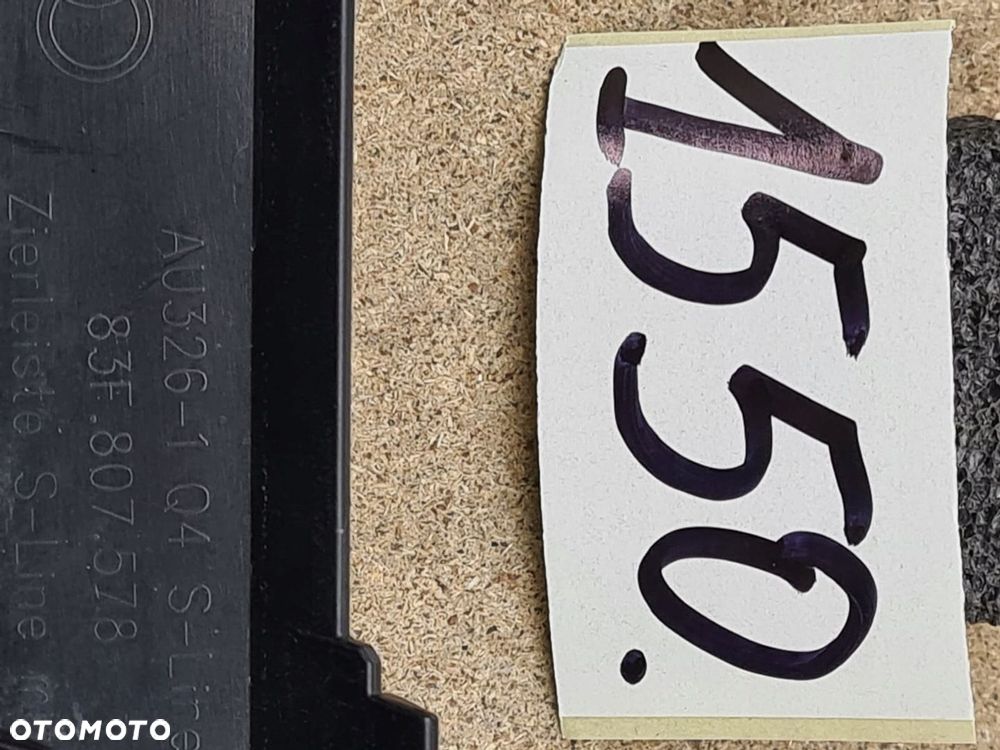 AU326-1 Q4 S-Line
83F.807.578
Zierleiste S-Line m
1550.
OTOMOTO